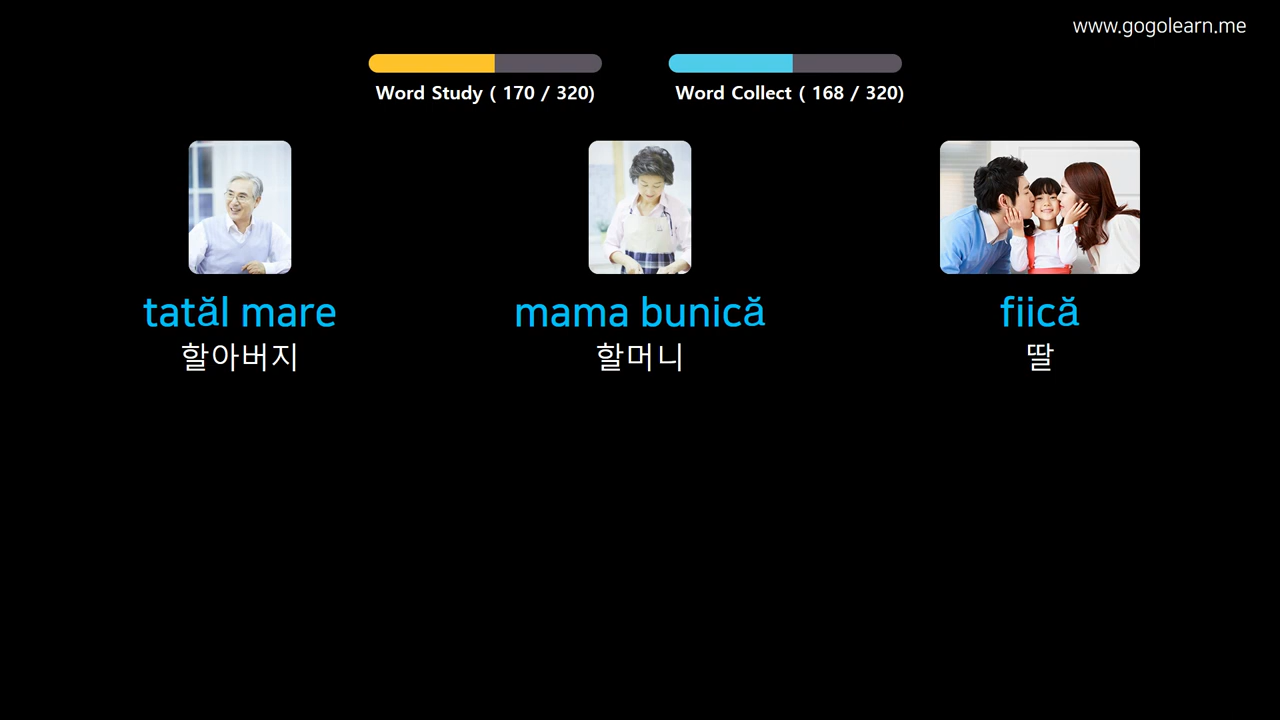 www.gogolearn.me
Word Study ( 170 / 320)
Word Collect ( 168 / 320)
tatăl mare
할아버지
mama bunică
할머니
fiică
딸